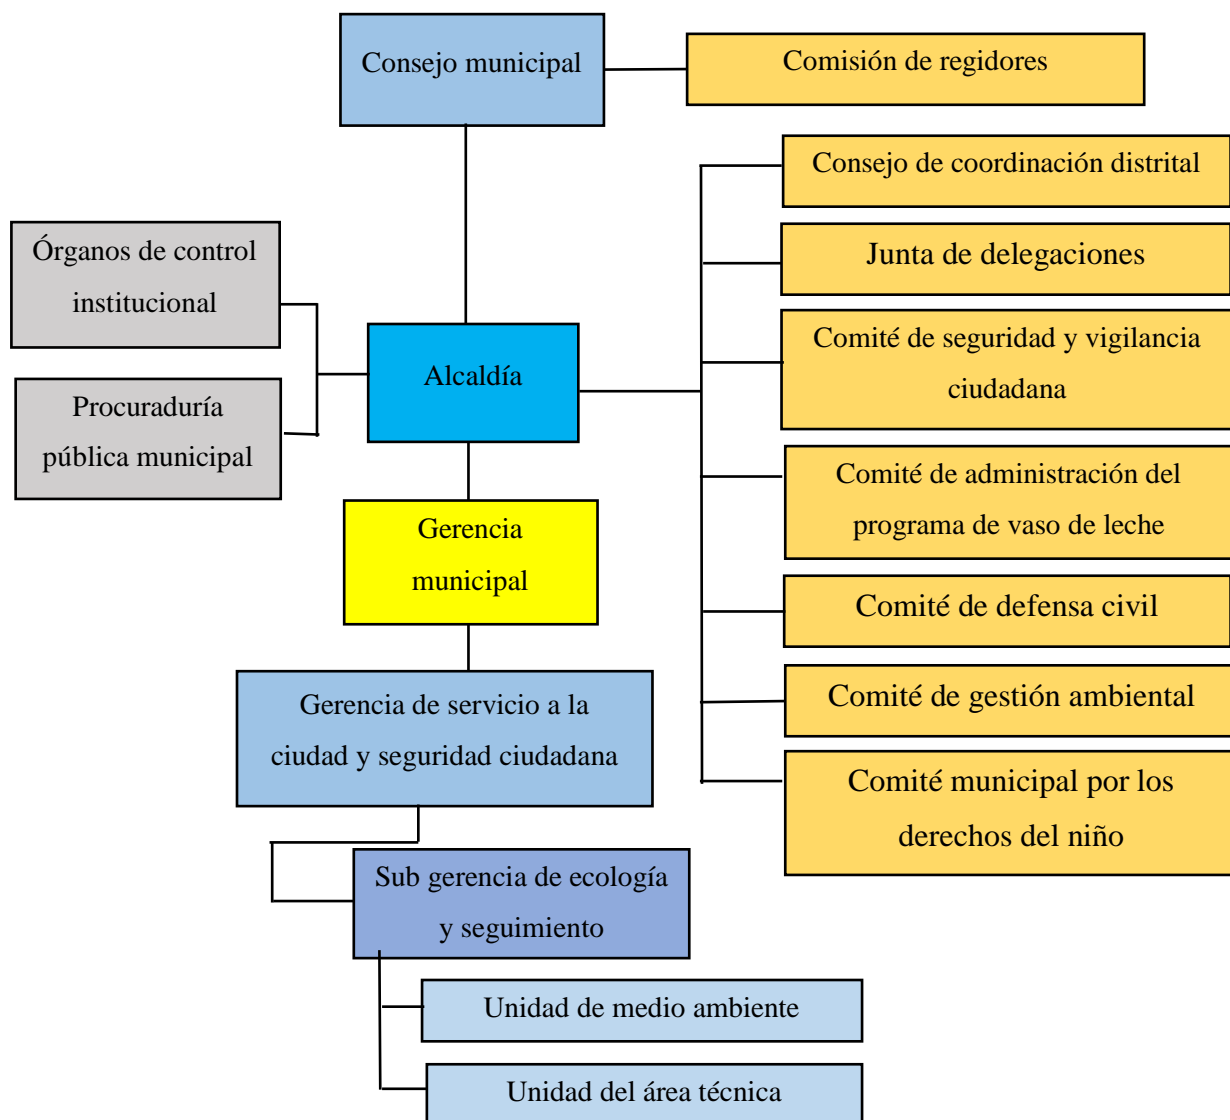 Consejo municipal
Comisión de regidores
Consejo de coordinación distrital
Junta de delegaciones
Comité de seguridad y vigilancia
ciudadana
Comité de administración del
programa de vaso de leche
Comité de defensa civil
Comité de gestión ambiental
Comité municipal por los
derechos del niño
Órganos de control
institucional
Procuraduría
pública municipal
Alcaldía
Gerencia
municipal
Gerencia de servicio a la
ciudad y seguridad ciudadana
Sub gerencia de ecología
y seguimiento
Unidad de medio ambiente
Unidad del área técnica